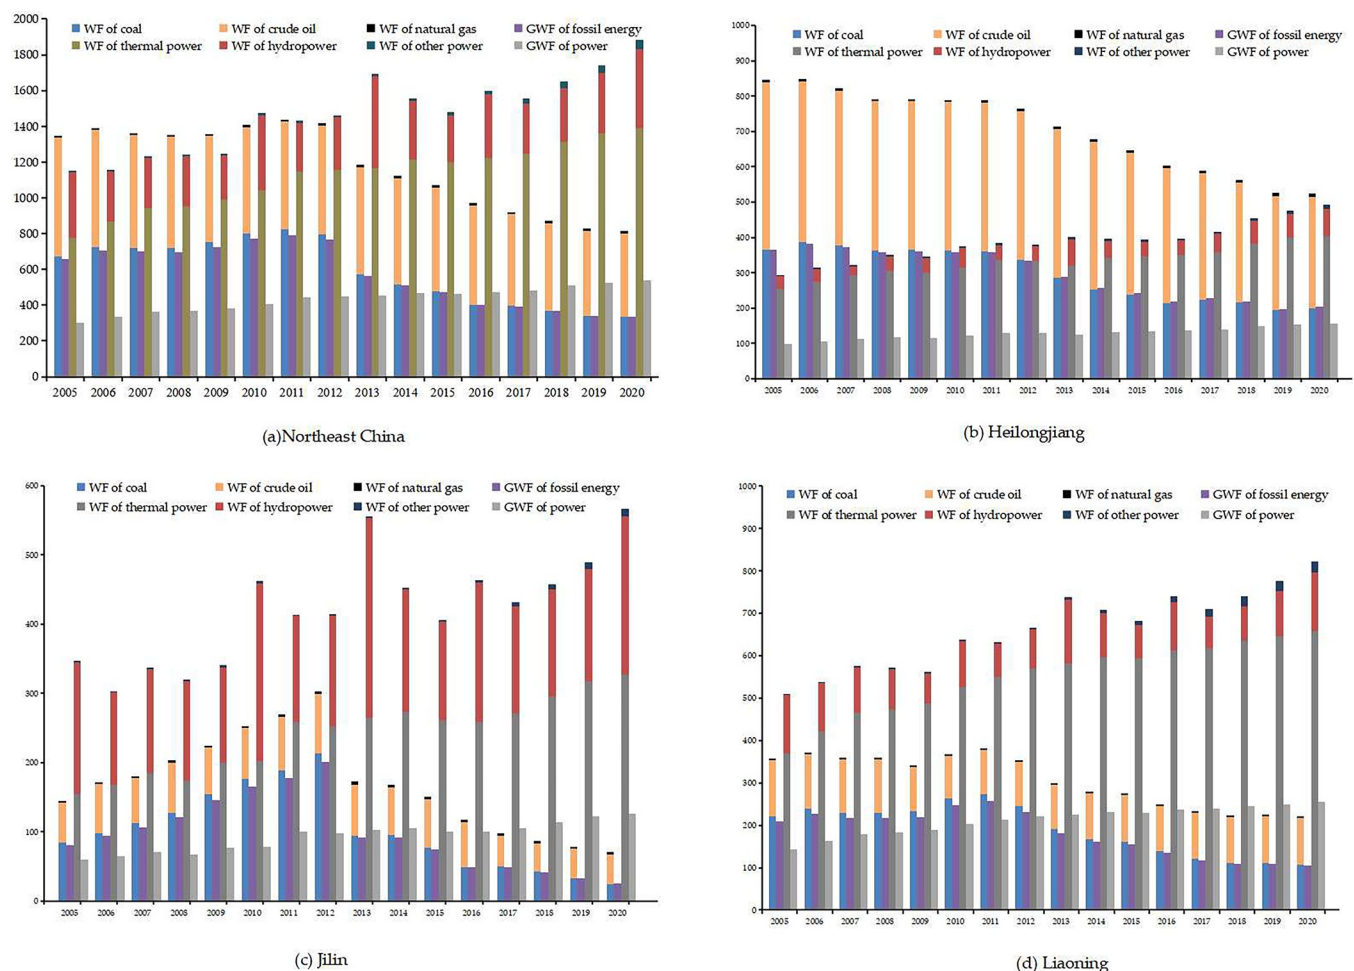 2000
1800
1600
1400
1200
1000
800
600
400
200
0
WF of coal WF of crude oil WF of natural gas GWF of fossil energy
WF of thermal power WF of hydropower WF of other power GWF of power
2005 2006 2007 2008 2009 2010 2011 2012 2013 2014 2015 2016 2017 2018 2019 2020
(a)Northeast China
1000
900
800
700
600
500
400
300
200
100
0
WF of coal WF of crude oil WF of natural gas GWF of fossil energy
WF of thermal power WF of hydropower WF of other power GWF of power
2005 2006 2007 2008 2009 2010 2011 2012 2013 2014 2015 2016 2017 2018 2019 2020
(b) Heilongjiang
600
500
400
300
200
100
0
WF of coal WF of crude oil WF of natural gas GWF of fossil energy
WF of thermal power WF of hydropower WF of other power GWF of power
2005 2006 2007 2008 2009 2010 2011 2012 2013 2014 2015 2016 2017 2018 2019 2020
(c) Jilin
1000
900
800
700
600
500
400
300
200
100
0
WF of coal WF of crude oil WF of natural gas GWF of fossil energy
WF of thermal power WF of hydropower WF of other power GWF of power
2005 2006 2007 2008 2009 2010 2011 2012 2013 2014 2015 2016 2017 2018 2019 2020
(d) Liaoning